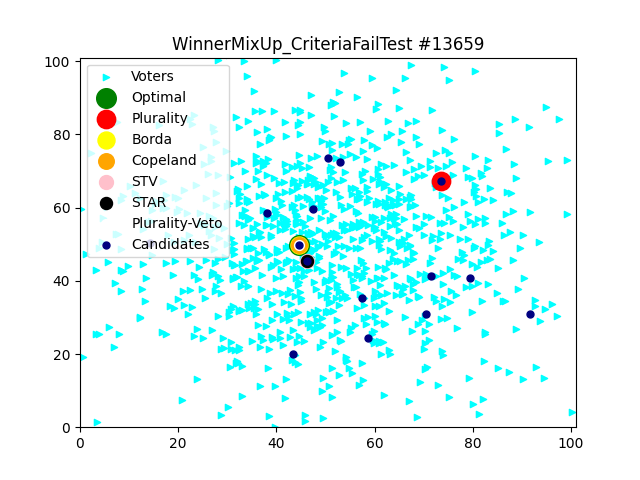 WinnerMixUp_CriteriaFailTest #13659
100
80
60
40
20
0
Voters
Optimal
Plurality
Borda
Copeland
STV
STAR
Plurality-Veto
Candidates
0 20 40 60 80 100